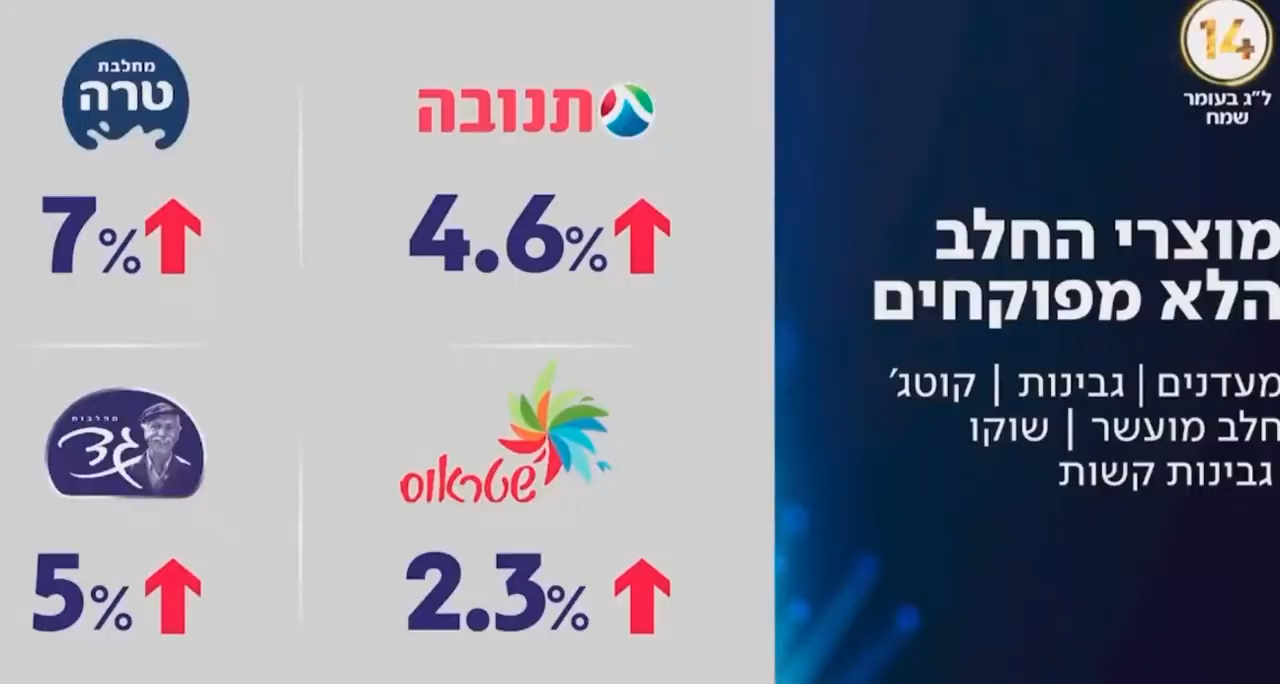 14
ל״ג בעומר
שמח
מוצרי החלב
הלא מפוקחים
מעדנים | גבינות | קוטג׳
חלב מועשר | שוקו
גבינות קשות
תנובה
4.6%
מחלבת
טרה
7%
שטראוס
2.3%
מחלבות
גד
5%